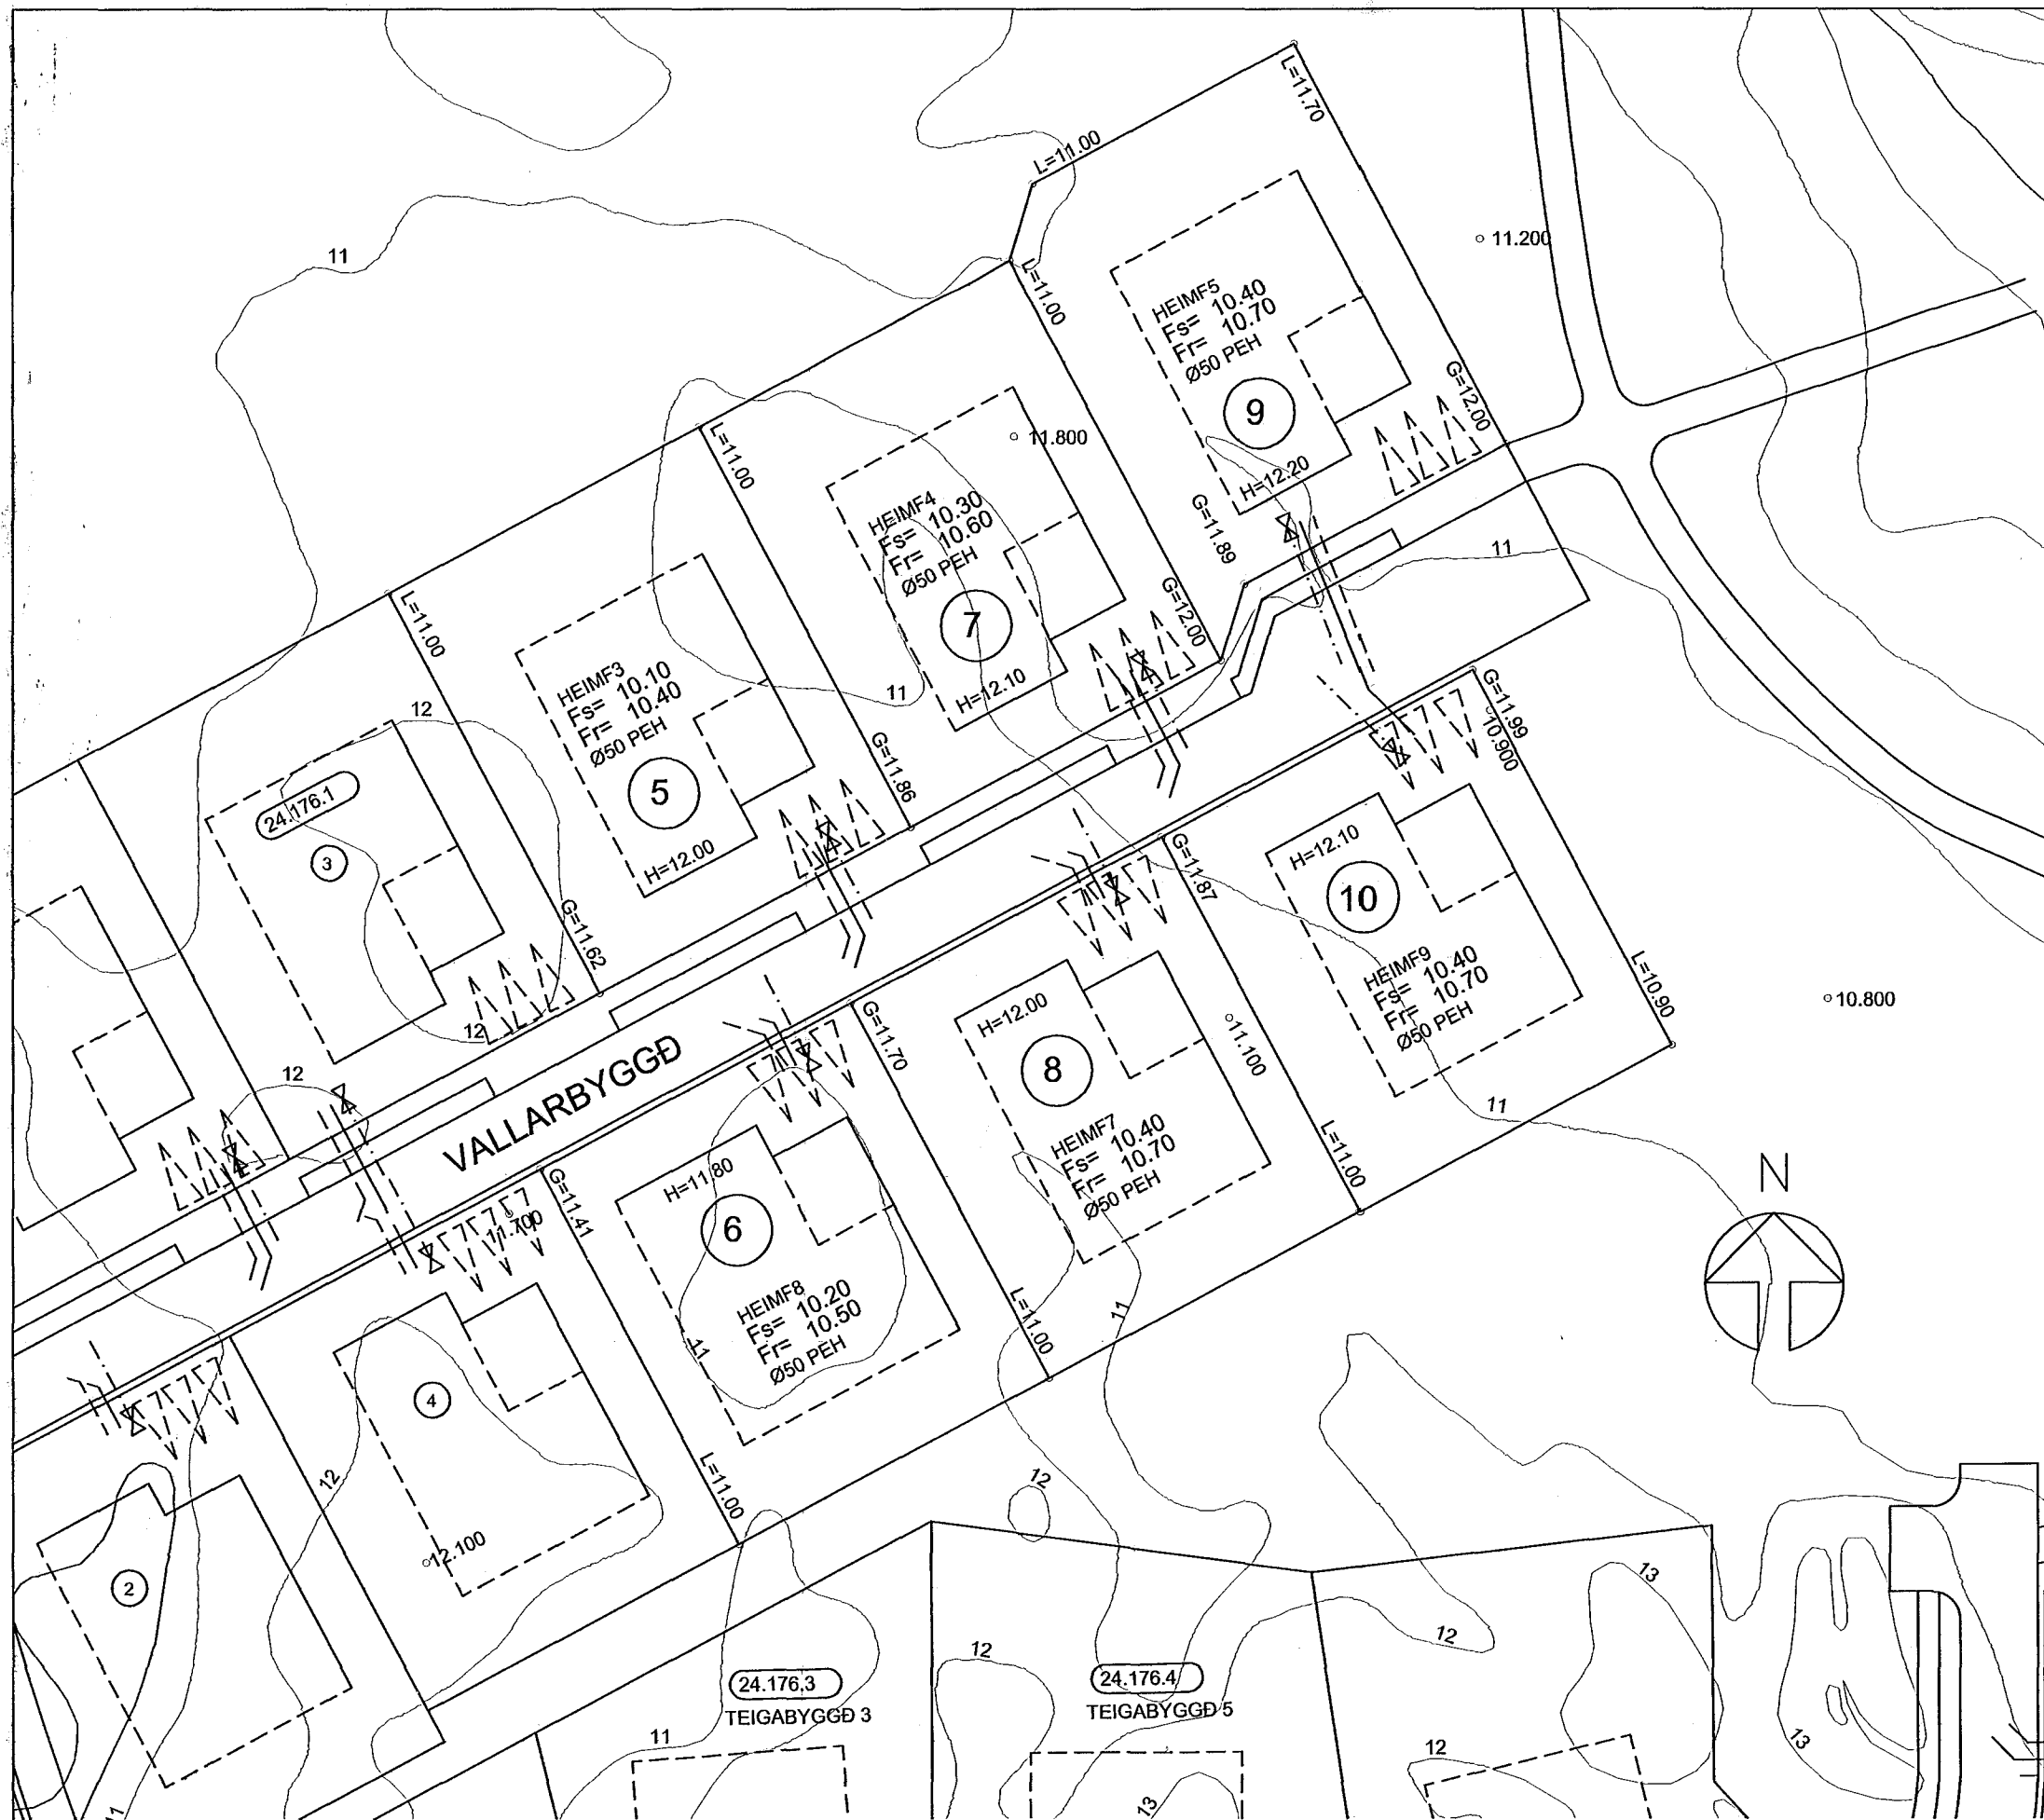 L=11.70
L=11.00
11
L=11.00
11.200
HEIMF5
Fs= 10.40
Fr= 10.70
Ø50 PEH
9
G=12.00
H=12.20
G=11.89
11
L=11.00
11.800
HEIMF4
Fs= 10.30
Fr= 10.60
Ø50 PEH
7
G=12.00
H=12.10
11
G=11.86
L=11.00
12
HEIMF3
Fs= 10.10
Fr= 10.40
Ø50 PEH
5
H=12.00
G=11.62
24.176.1
3
12
12
VALLARBYGGÐ
G=11.99
10.900
H=12.10
10
HEIMF9
Fs= 10.40
Fr= 10.70
Ø50 PEH
L=10.90
10.800
G=11.87
H=12.00
8
11.100
HEIMF7
Fs= 10.40
Fr= 10.70
Ø50 PEH
L=11.00
11
11
N
G=11.70
H=11.80
6
HEIMF8
Fs= 10.20
Fr= 10.50
Ø50 PEH
L=11.00
11
G=11.41
11.700
4
12
12.100
L=11.00
2
11
12
24.176.3
TEIGABYGGÐ 3
11
12
24.176.4
TEIGABYGGÐ 5
12
13
12
13
13